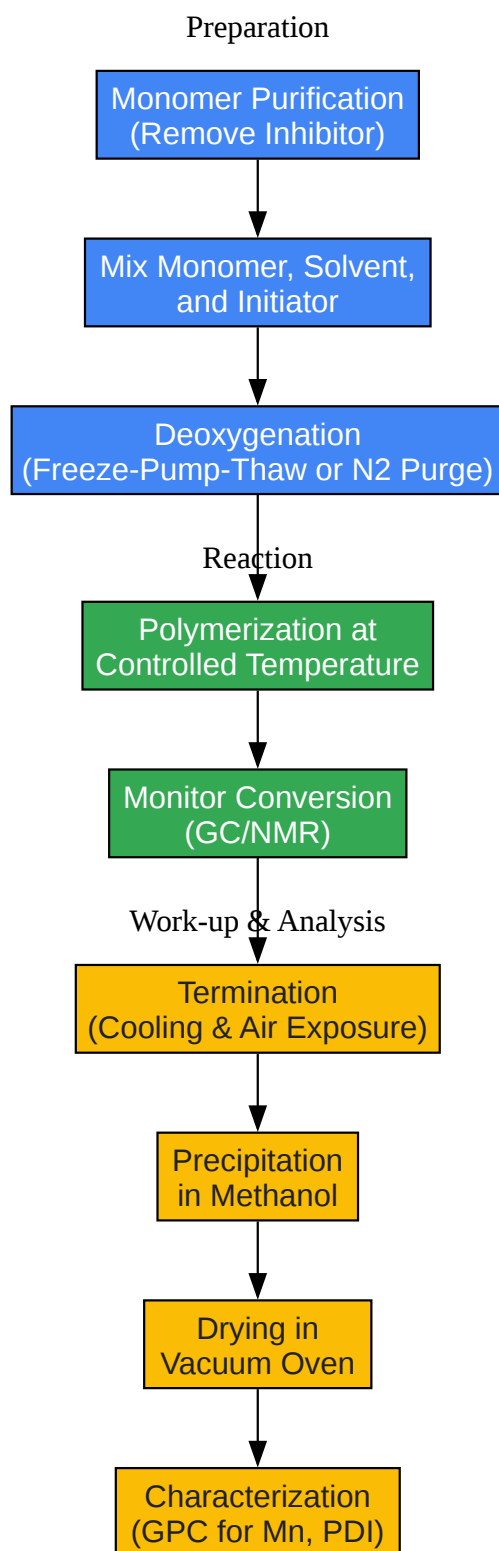 Preparation
Monomer Purification
(Remove Inhibitor)
Mix Monomer, Solvent,
and Initiator
Deoxygenation
(Freeze-Pump-Thaw or N2 Purge)
Reaction
Polymerization at
Controlled Temperature
Monitor Conversion
(GC/NMR)
Work-up & Analysis
Termination
(Cooling & Air Exposure)
Precipitation
in Methanol
Drying in
Vacuum Oven
Characterization
(GPC for Mn, PDI)